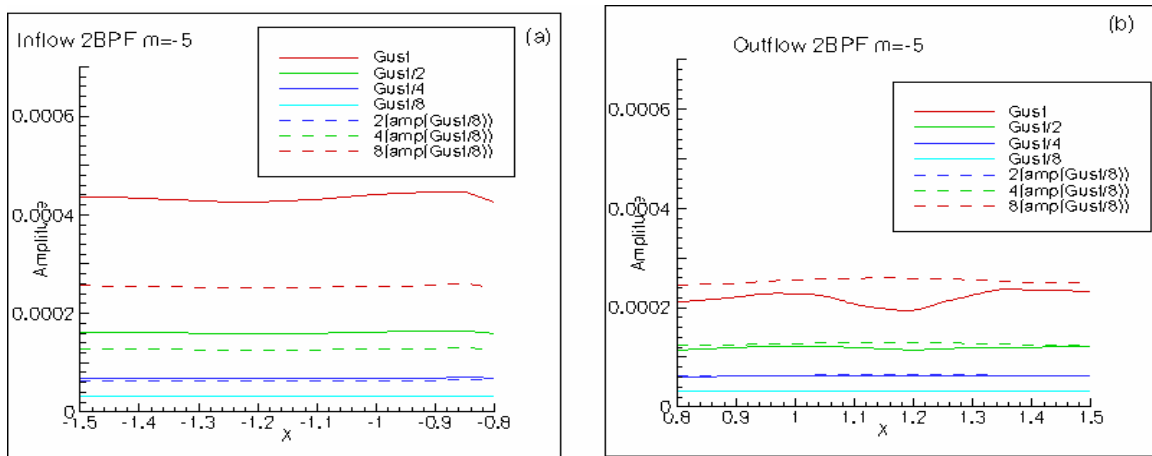 Inflow 2BPF m=-5
(a)
Gust
Gust/2
Gust/4
Gust/8
2(amp(Gust/8))
4(amp(Gust/8))
8(amp(Gust/8))
0.0006
0.0004
0.0002
0
Amplitude
-1.5 -1.4 -1.3 -1.2 -1.1 -1 -0.9 -0.8
X
Outflow 2BPF m=-5
(b)
Gust
Gust/2
Gust/4
Gust/8
2(amp(Gust/8))
4(amp(Gust/8))
8(amp(Gust/8))
0.0006
0.0004
0.0002
0
Amplitude
0.8 0.9 1 1.1 1.2 1.3 1.4 1.5
X